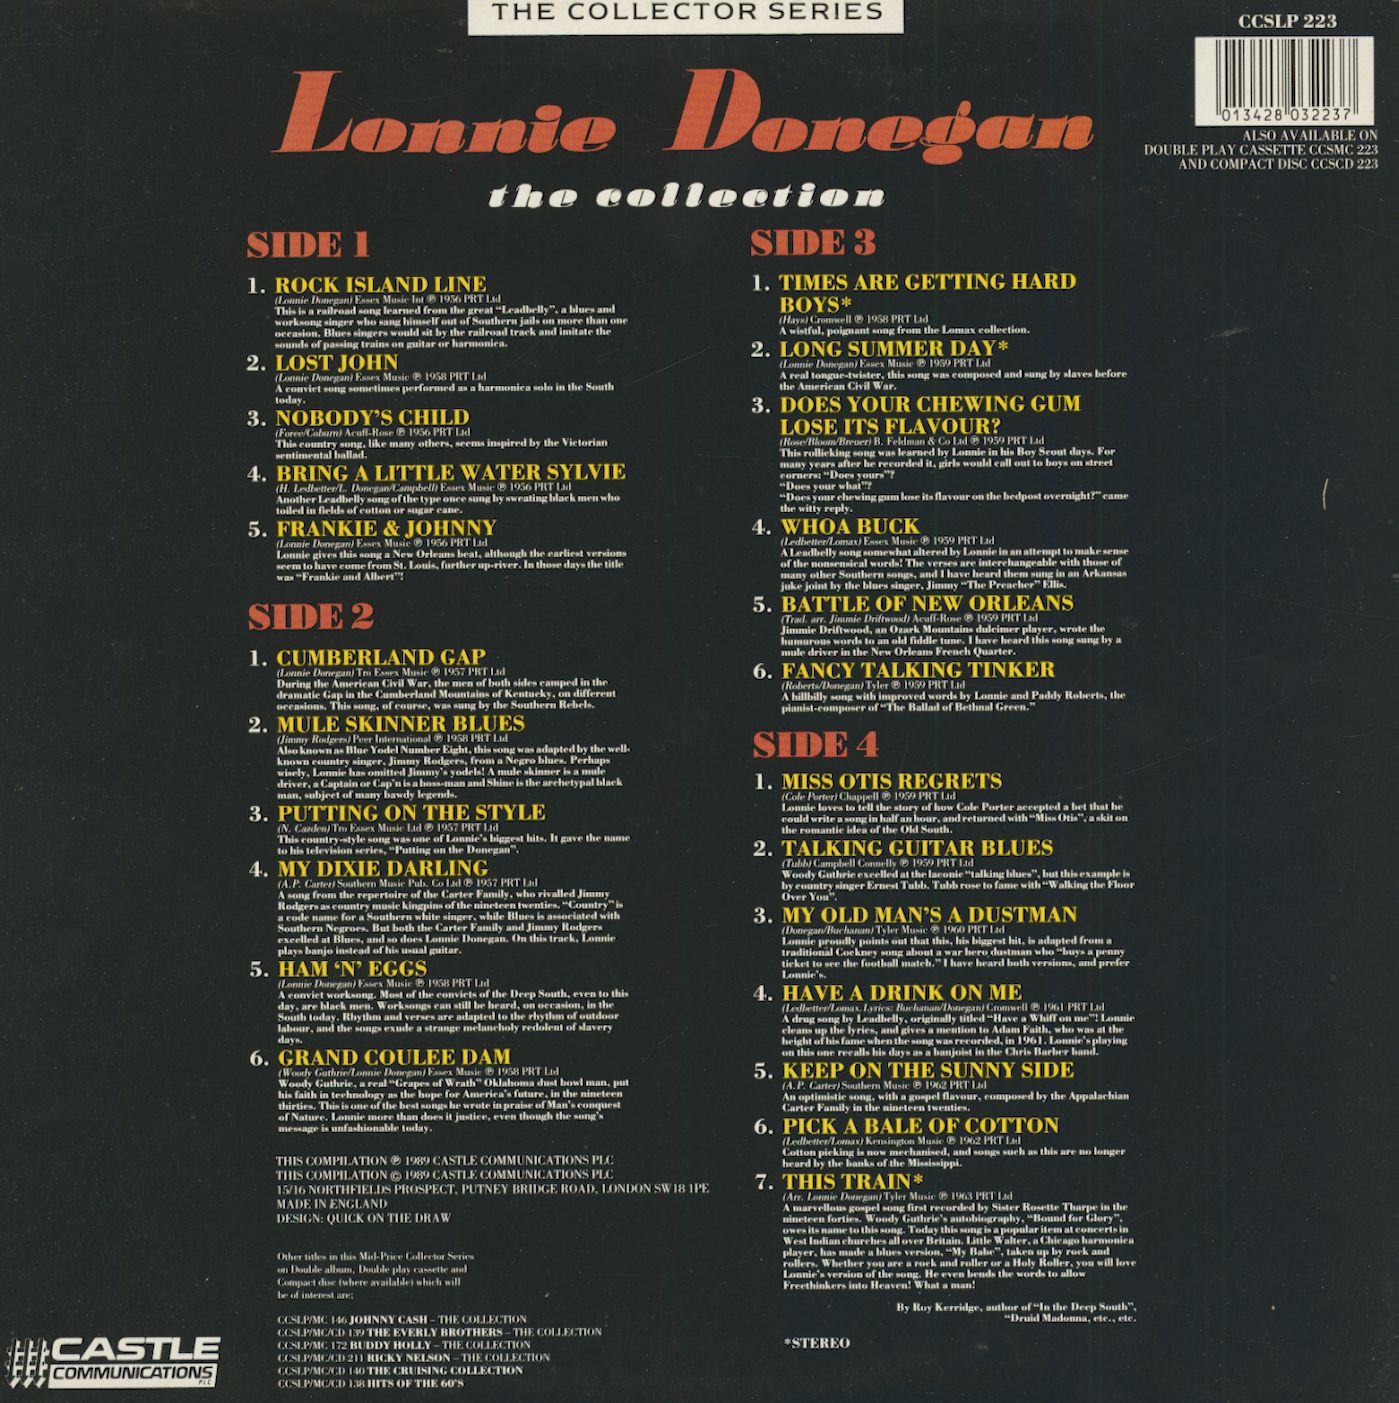 THE COLLECTOR SERIES
CCSLP 223
013428 032237
ALSO AVAILABLE ON
DOUBLE PLAY CASSETTE CCSMC 223
AND COMPACT DISC CCSCD 223
Lonnie Donegan
the collection
SIDE 1
1. ROCK ISLAND LINE
(Lonnie Donegan) Essex Music Int ℗ 1956 PRT Ltd
This is a railroad song learned from the great “Leadbelly”, a blues and
worksong singer who sang himself out of Southern jails on more than one
occasion. Blues singers would sit by the railroad track and imitate the
sounds of passing trains on guitar or harmonica.
2. LOST JOHN
(Lonnie Donegan) Essex Music ℗ 1958 PRT Ltd
A convict song sometimes performed as a harmonica solo in the South
today.
3. NOBODY'S CHILD
(Foree/Coburn) Acuff-Rose ℗ 1956 PRT Ltd
This country song, like many others, seems inspired by the Victorian
sentimental ballad.
4. BRING A LITTLE WATER SYLVIE
(H. Ledbetter/L. Donegan/Campbell) Essex Music ℗ 1956 PRT Ltd
Another Leadbelly song of the type once sung by sweating black men who
toiled in fields of cotton or sugar cane.
5. FRANKIE & JOHNNY
(Lonnie Donegan) Essex Music ℗ 1956 PRT Ltd
Lonnie gives this song a New Orleans beat, although the earliest versions
seem to have come from St. Louis, further up-river. In those days the title
was “Frankie and Albert”!
SIDE 2
1. CUMBERLAND GAP
(Lonnie Donegan) Tro Essex Music ℗ 1957 PRT Ltd
During the American Civil War, the men of both sides camped in the
dramatic Gap in the Cumberland Mountains of Kentucky, on different
occasions. This song, of course, was sung by the Southern Rebels.
2. MULE SKINNER BLUES
(Jimmy Rodgers) Peer International ℗ 1958 PRT Ltd
Also known as Blue Yodel Number Eight, this song was adapted by the well-
known country singer, Jimmy Rodgers, from a Negro blues. Perhaps
wisely, Lonnie has omitted Jimmy's yodels! A mule skinner is a mule
driver, a Captain or Cap'n is a boss-man and Shine is the archetypal black
man, subject of many bawdy legends.
3. PUTTING ON THE STYLE
(N. Cazden) Tro Essex Music Ltd ℗ 1957 PRT Ltd
This country-style song was one of Lonnie's biggest hits. It gave the name
to his television series, “Putting on the Donegan”.
4. MY DIXIE DARLING
(A.P. Carter) Southern Music Pub. Co Ltd ℗ 1957 PRT Ltd
A song from the repertoire of the Carter Family, who rivalled Jimmy
Rodgers as country music kingpins of the nineteen twenties. “Country” is
a code name for a Southern white singer, while Blues is associated with
Southern Negroes. But both the Carter Family and Jimmy Rodgers
excelled at Blues, and so does Lonnie Donegan. On this track, Lonnie
plays banjo instead of his usual guitar.
5. HAM ‘N’ EGGS
(Lonnie Donegan) Essex Music ℗ 1958 PRT Ltd
A convict worksong. Most of the convicts of the Deep South, even to this
day, are black men. Worksongs can still be heard, on occasion, in the
South today. Rhythm and verses are adapted to the rhythm of outdoor
labour, and the songs exude a strange melancholy redolent of slavery
days.
6. GRAND COULEE DAM
(Woody Guthrie/Lonnie Donegan) Essex Music ℗ 1958 PRT Ltd
Woody Guthrie, a real “Grapes of Wrath” Oklahoma dust bowl man, put
his faith in technology as the hope for America's future, in the nineteen
thirties. This is one of the best songs he wrote in praise of Man's conquest
of Nature. Lonnie more than does it justice, even though the song's
message is unfashionable today.
THIS COMPILATION ℗ 1989 CASTLE COMMUNICATIONS PLC
THIS COMPILATION © 1989 CASTLE COMMUNICATIONS PLC
15/16 NORTHFIELDS PROSPECT, PUTNEY BRIDGE ROAD, LONDON SW18 1PE
MADE IN ENGLAND
DESIGN: QUICK ON THE DRAW
Other titles in this Mid-Price Collector Series
on Double album, Double play cassette and
Compact disc (where available) which will
be of interest are:
CCSLP/MC 146 JOHNNY CASH – THE COLLECTION
CCSLP/MC/CD 139 THE EVERLY BROTHERS – THE COLLECTION
CCSLP/MC 172 BUDDY HOLLY – THE COLLECTION
CCSLP/MC/CD 211 RICKY NELSON – THE COLLECTION
CCSLP/MC/CD 140 THE CRUISING COLLECTION
CCSLP/MC/CD 138 HITS OF THE 60'S
CASTLE
COMMUNICATIONS
PLC
SIDE 3
1. TIMES ARE GETTING HARD
BOYS*
(Hays) Cromwell ℗ 1958 PRT Ltd
A wistful, poignant song from the Lomax collection.
2. LONG SUMMER DAY*
(Lonnie Donegan) Essex Music ℗ 1959 PRT Ltd
A real tongue-twister, this song was composed and sung by slaves before
the American Civil War.
3. DOES YOUR CHEWING GUM
LOSE ITS FLAVOUR?
(Rose/Bloom/Breuer) B. Feldman & Co Ltd ℗ 1959 PRT Ltd
This rollicking song was learned by Lonnie in his Boy Scout days. For
many years after he recorded it, girls would call out to boys on street
corners: “Does yours”?
“Does your what”?
“Does your chewing gum lose its flavour on the bedpost overnight?” came
the witty reply.
4. WHOA BUCK
(Ledbetter/Lomax) Essex Music ℗ 1959 PRT Ltd
A Leadbelly song somewhat altered by Lonnie in an attempt to make sense
of the nonsensical words! The verses are interchangeable with those of
many other Southern songs, and I have heard them sung in an Arkansas
juke joint by the blues singer, Jimmy “The Preacher” Ellis.
5. BATTLE OF NEW ORLEANS
(Trad. arr. Jimmie Driftwood) Acuff-Rose ℗ 1959 PRT Ltd
Jimmie Driftwood, an Ozark Mountains dulcimer player, wrote the
humurous words to an old fiddle tune. I have heard this song sung by a
mule driver in the New Orleans French Quarter.
6. FANCY TALKING TINKER
(Roberts/Donegan) Tyler ℗ 1959 PRT Ltd
A hillbilly song with improved words by Lonnie and Paddy Roberts, the
pianist-composer of “The Ballad of Bethnal Green.”
SIDE 4
1. MISS OTIS REGRETS
(Cole Porter) Chappell ℗ 1959 PRT Ltd
Lonnie loves to tell the story of how Cole Porter accepted a bet that he
could write a song in half an hour, and returned with “Miss Otis”, a skit on
the romantic idea of the Old South.
2. TALKING GUITAR BLUES
(Tubb) Campbell Connelly ℗ 1959 PRT Ltd
Woody Guthrie excelled at the laconic “talking blues”, but this example is
by country singer Ernest Tubb. Tubb rose to fame with “Walking the Floor
Over You”.
3. MY OLD MAN'S A DUSTMAN
(Donegan/Buchanan) Tyler Music ℗ 1960 PRT Ltd
Lonnie proudly points out that this, his biggest hit, is adapted from a
traditional Cockney song about a war hero dustman who “buys a penny
ticket to see the football match.” I have heard both versions, and prefer
Lonnie's.
4. HAVE A DRINK ON ME
(Ledbetter/Lomax. Lyrics: Buchanan/Donegan) Cromwell ℗ 1961 PRT Ltd
A drug song by Leadbelly, originally titled “Have a Whiff on me”! Lonnie
cleans up the lyrics, and gives a mention to Adam Faith, who was at the
height of his fame when the song was recorded, in 1961. Lonnie's playing
on this one recalls his days as a banjoist in the Chris Barber band.
5. KEEP ON THE SUNNY SIDE
(A.P. Carter) Southern Music ℗ 1962 PRT Ltd
An optimistic song, with a gospel flavour, composed by the Appalachian
Carter Family in the nineteen twenties.
6. PICK A BALE OF COTTON
(Ledbetter/Lomax) Kensington Music ℗ 1962 PRT Ltd
Cotton picking is now mechanised, and songs such as this are no longer
heard by the banks of the Mississippi.
7. THIS TRAIN*
(Arr. Lonnie Donegan) Tyler Music ℗ 1963 PRT Ltd
A marvellous gospel song first recorded by Sister Rosette Tharpe in the
nineteen forties. Woody Guthrie's autobiography, “Bound for Glory”,
owes its name to this song. Today this song is a popular item at concerts in
West Indian churches all over Britain. Little Walter, a Chicago harmonica
player, has made a blues version, “My Babe”, taken up by rock and
rollers. Whether you are a rock and roller or a Holy Roller, you will love
Lonnie's version of the song. He even bends the words to allow
Freethinkers into Heaven! What a man!
By Roy Kerridge, author of “In the Deep South”,
“Druid Madonna, etc., etc.
*STEREO